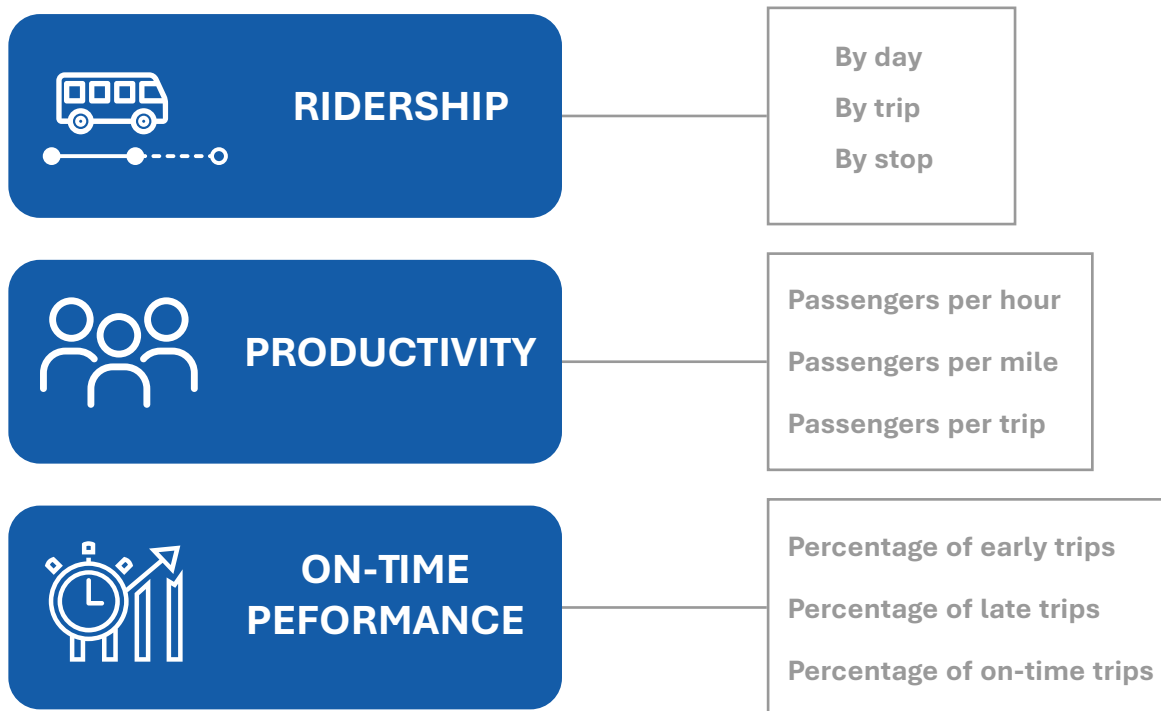 RIDERSHIP
By day
By trip
By stop
PRODUCTIVITY
Passengers per hour
Passengers per mile
Passengers per trip
ON-TIME
PEFORMANCE
Percentage of early trips
Percentage of late trips
Percentage of on-time trips